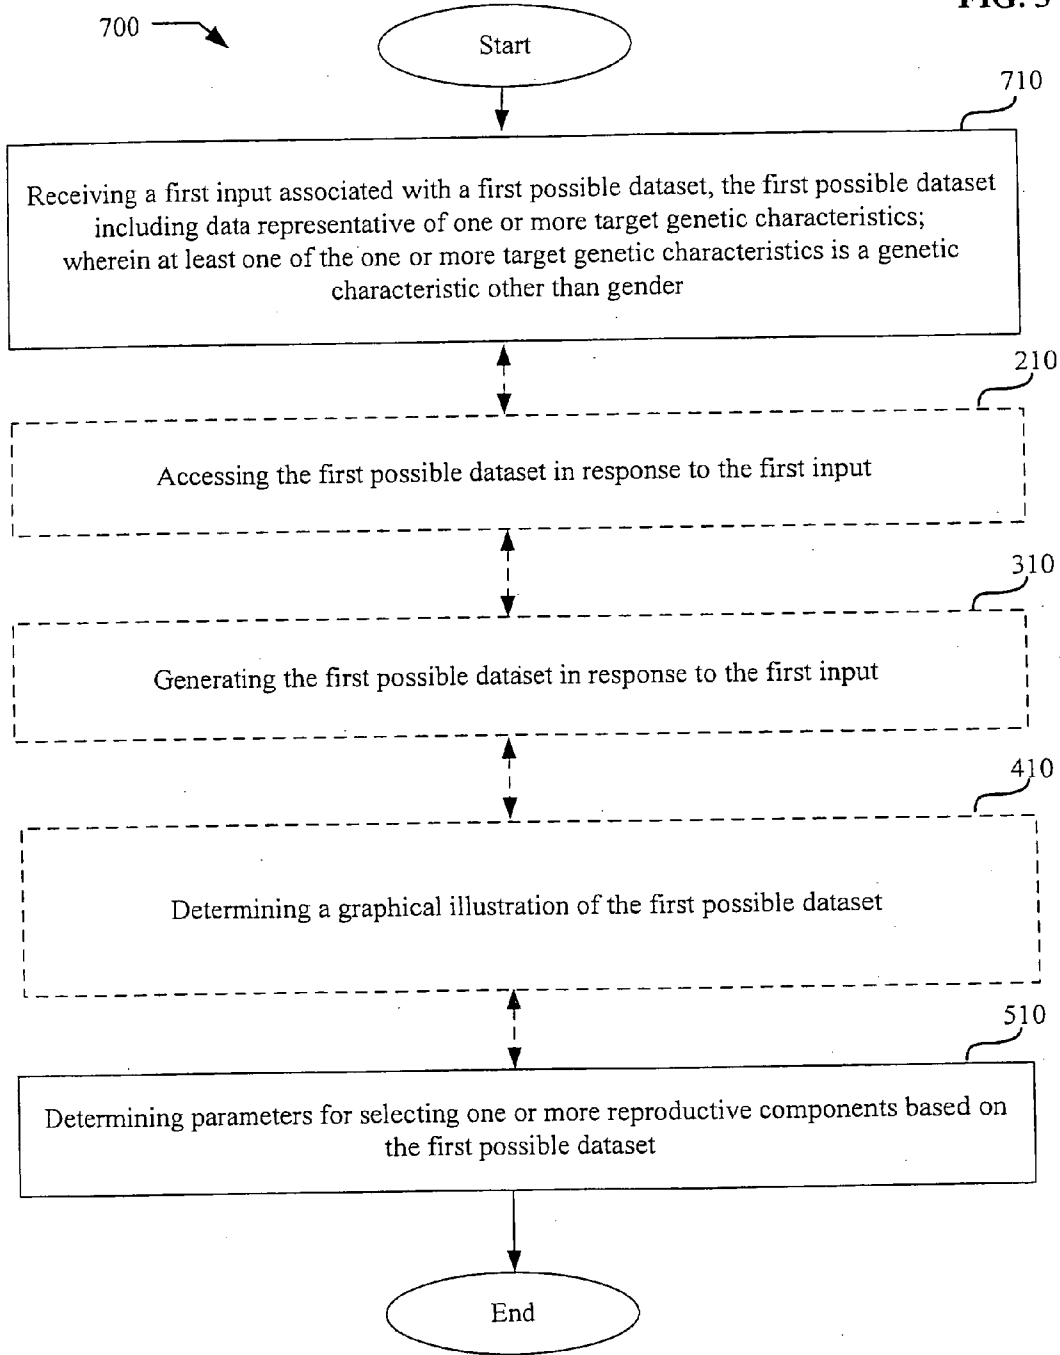 700
Start
710
Receiving a first input associated with a first possible dataset, the first possible dataset
including data representative of one or more target genetic characteristics;
wherein at least one of the one or more target genetic characteristics is a genetic
characteristic other than gender
210
Accessing the first possible dataset in response to the first input
310
Generating the first possible dataset in response to the first input
410
Determining a graphical illustration of the first possible dataset
510
Determining parameters for selecting one or more reproductive components based on
the first possible dataset
End